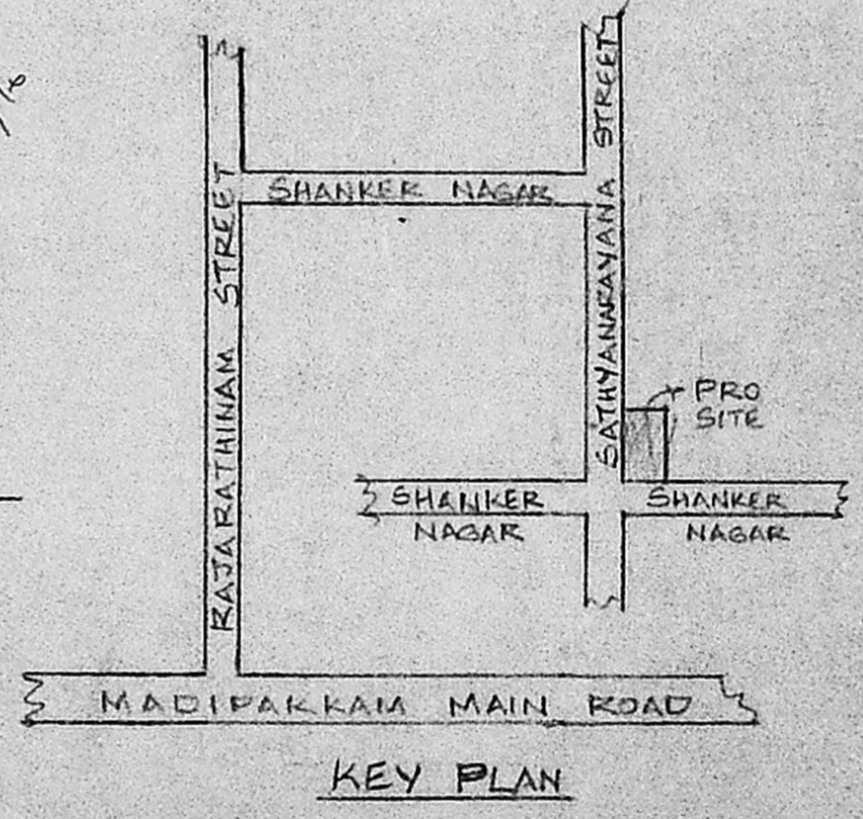 SHANKER NAGAR
RAJARATHINAM STREET
SATHYANARAYANA STREET
PRO
SITE
SHANKER
NAGAR
SHANKER
NAGAR
MADIPAKKAM MAIN ROAD
KEY PLAN